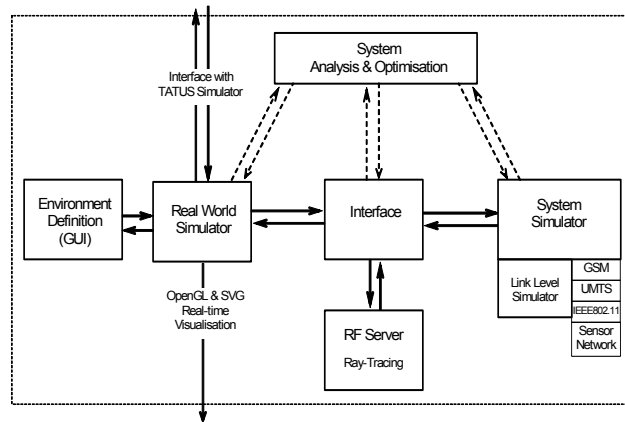 System
Analysis & Optimisation
Interface with
TATUS Simulator
Environment
Definition
(GUI)
Real World
Simulator
Interface
System
Simulator
Link Level
Simulator
GSM
UMTS
IEEE802.11
Sensor
Network
OpenGL & SVG
Real-time
Visualisation
RF Server
Ray-Tracing